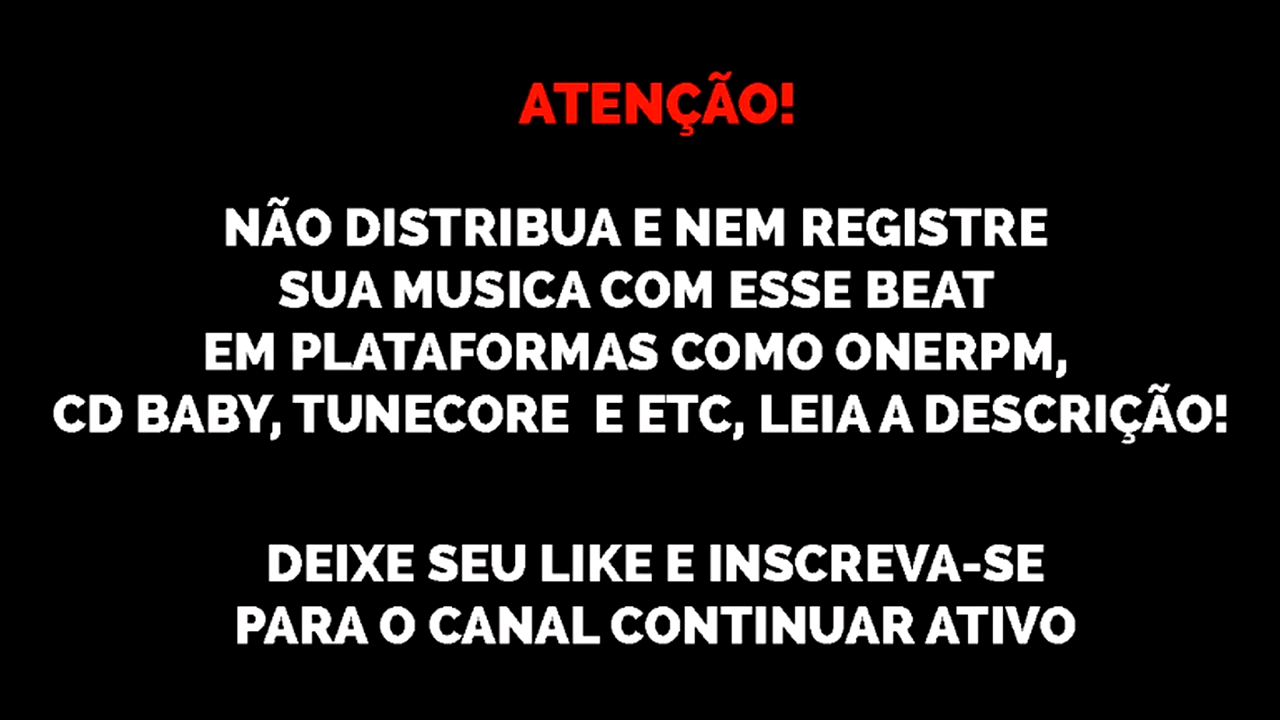 ATENÇÃO!
NÃO DISTRIBUA E NEM REGISTRE
SUA MUSICA COM ESSE BEAT
EM PLATAFORMAS COMO ONERPM,
CD BABY, TUNECORE E ETC, LEIA A DESCRIÇÃO!
DEIXE SEU LIKE E INSCREVA-SE
PARA O CANAL CONTINUAR ATIVO